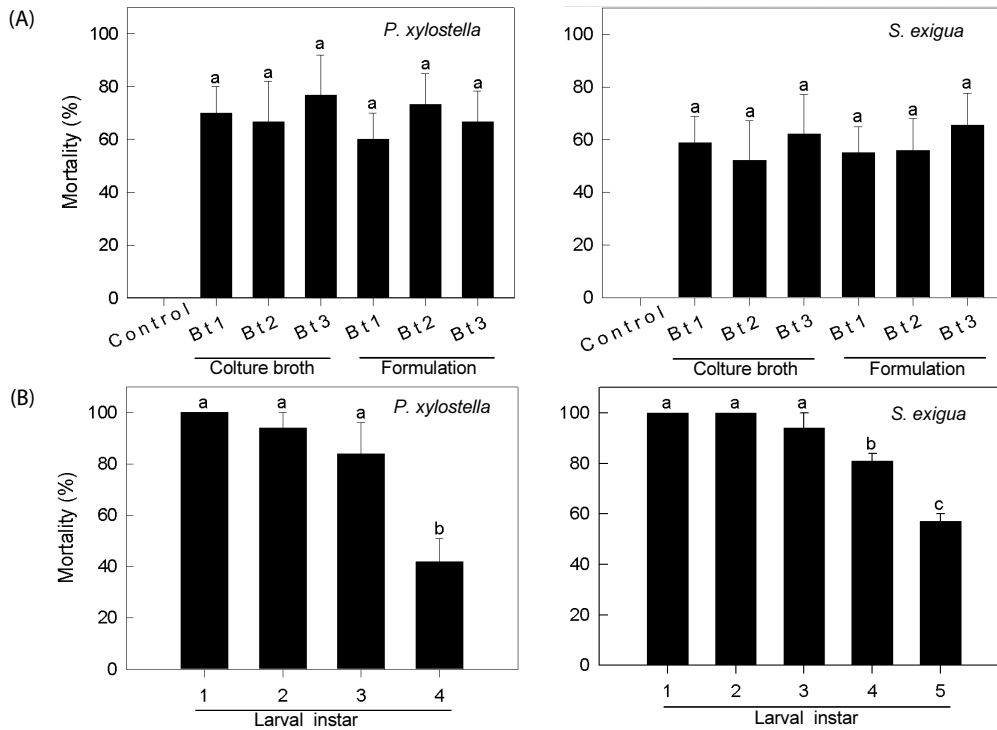 (A)
P. xylostella
Mortality (%)
100
80
60
40
20
0
a a a a a a
Control Bt1 Bt2 Bt3 Bt1 Bt2 Bt3
Colture broth Formulation
S. exigua
100
80
60
40
20
0
a a a a a a
Control Bt1 Bt2 Bt3 Bt1 Bt2 Bt3
Colture broth Formulation
(B)
P. xylostella
Mortality (%)
100
80
60
40
20
0
a a a b
1 2 3 4
Larval instar
S. exigua
100
80
60
40
20
0
a a a b c
1 2 3 4 5
Larval instar